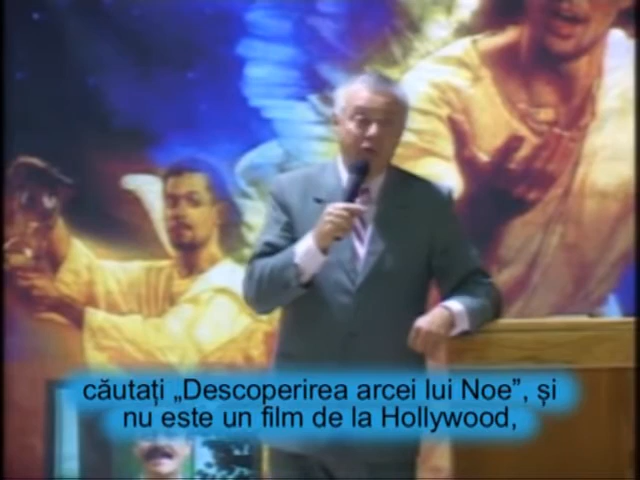 căutați „Descoperirea arcei lui Noe”, și
nu este un film de la Hollywood,